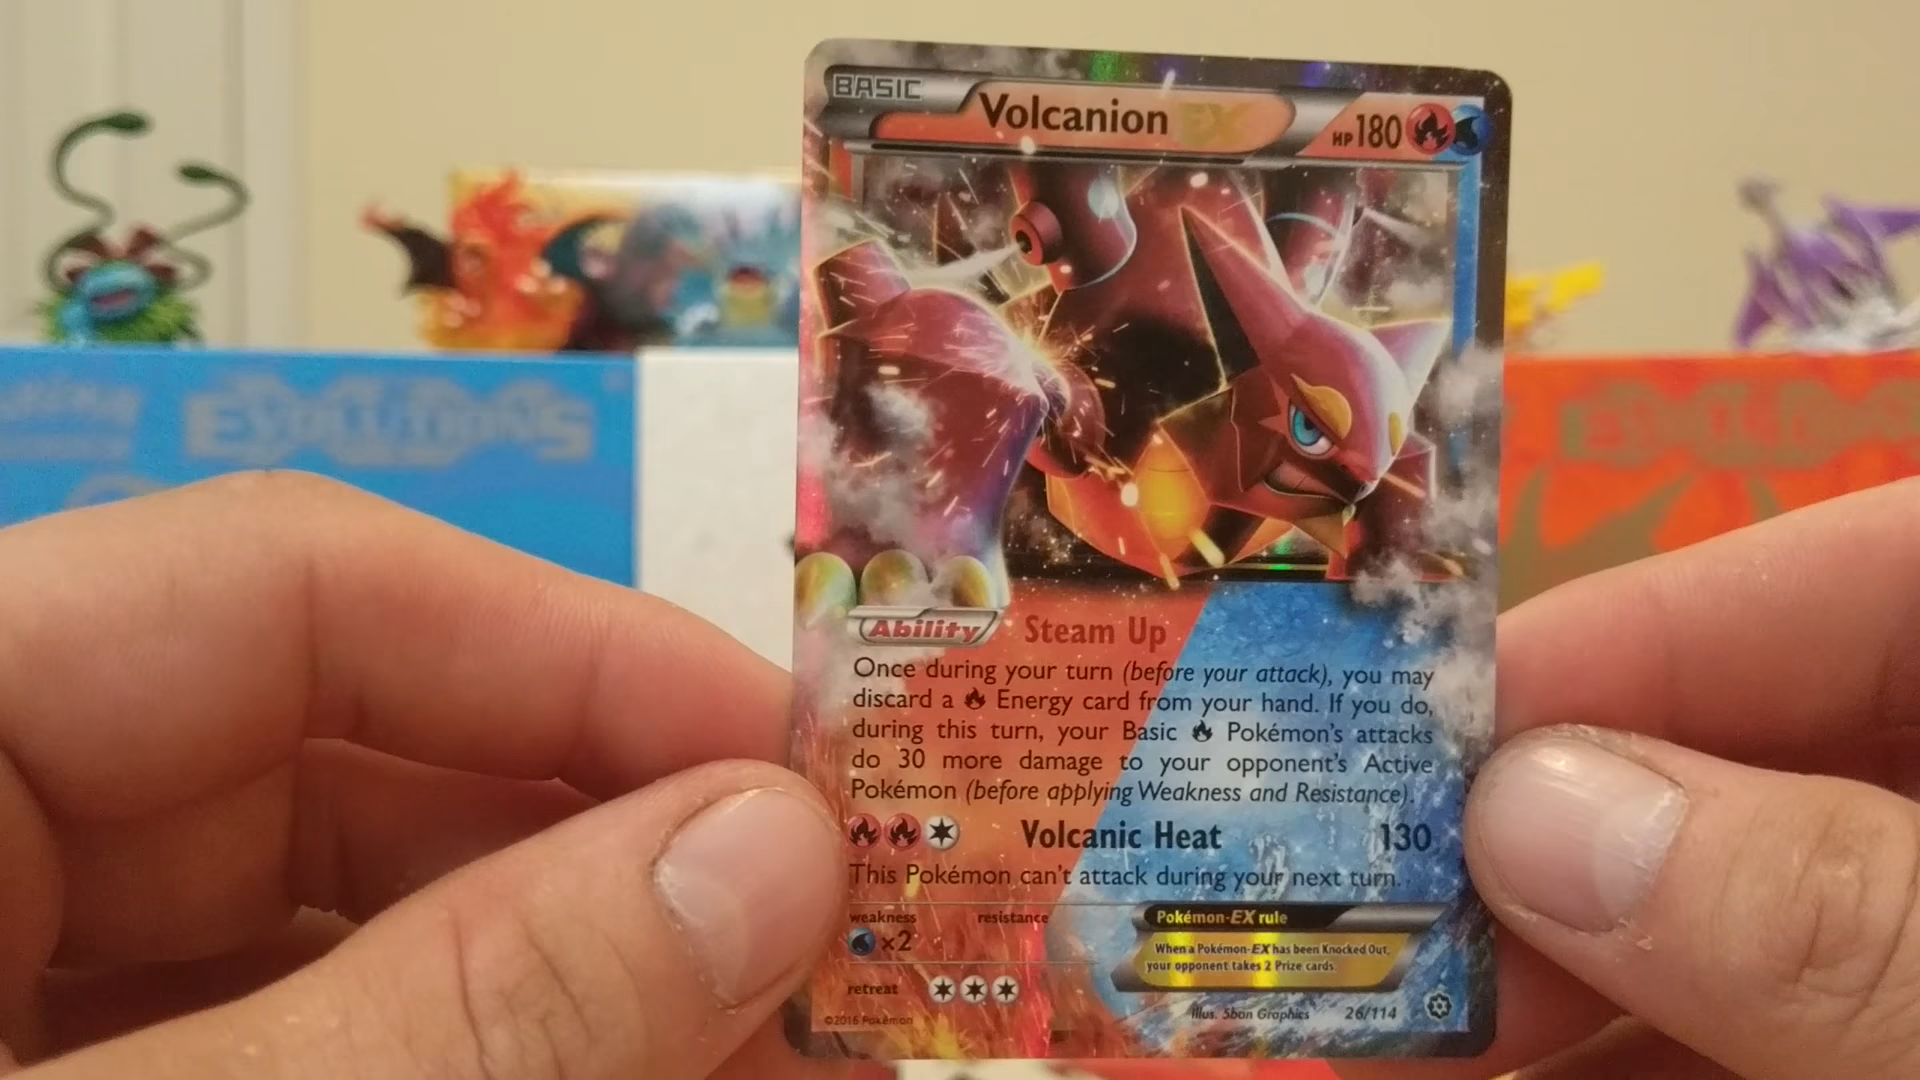 BASIC
Volcanion EX
HP180
Ability Steam Up
Once during your turn (before your attack), you may
discard a Energy card from your hand. If you do,
during this turn, your Basic Pokémon's attacks
do 30 more damage to your opponent's Active
Pokémon (before applying Weakness and Resistance).
Volcanic Heat 130
This Pokémon can't attack during your next turn.
weakness resistance
×2
Pokémon-EX rule
When a Pokémon-EX has been Knocked Out,
your opponent takes 2 Prize cards.
retreat
Illus. 5ban Graphics 26/114
©2016 Pokémon
EVOLUTIONS